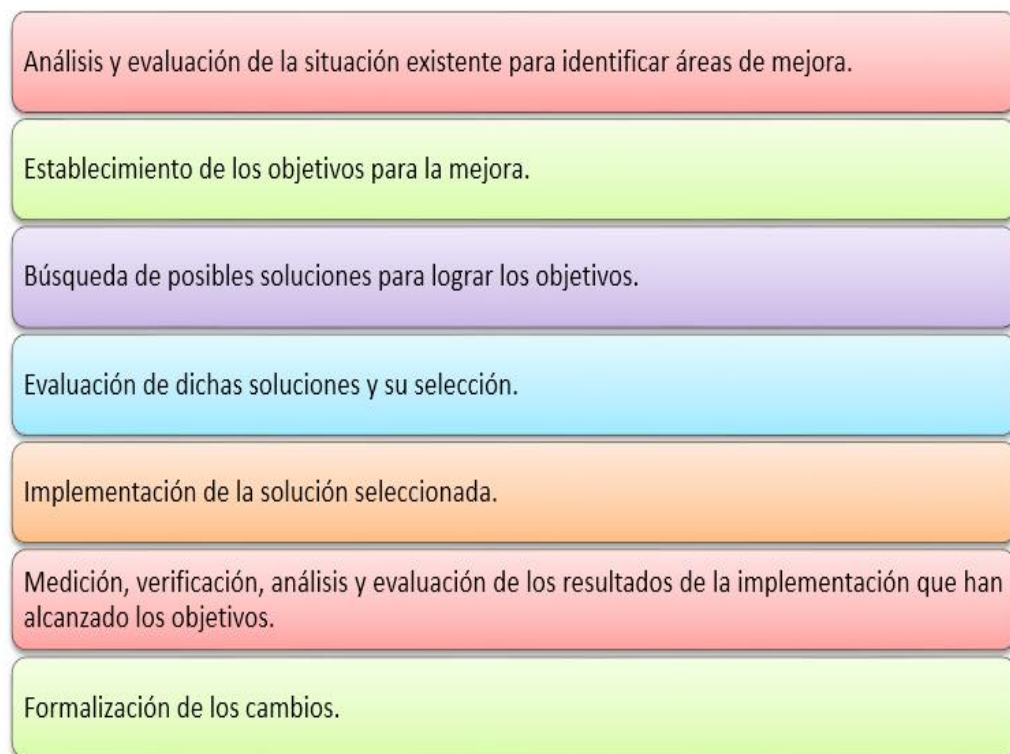 Análisis y evaluación de la situación existente para identificar áreas de mejora.
Establecimiento de los objetivos para la mejora.
Búsqueda de posibles soluciones para lograr los objetivos.
Evaluación de dichas soluciones y su selección.
Implementación de la solución seleccionada.
Medición, verificación, análisis y evaluación de los resultados de la implementación que han
alcanzado los objetivos.
Formalización de los cambios.